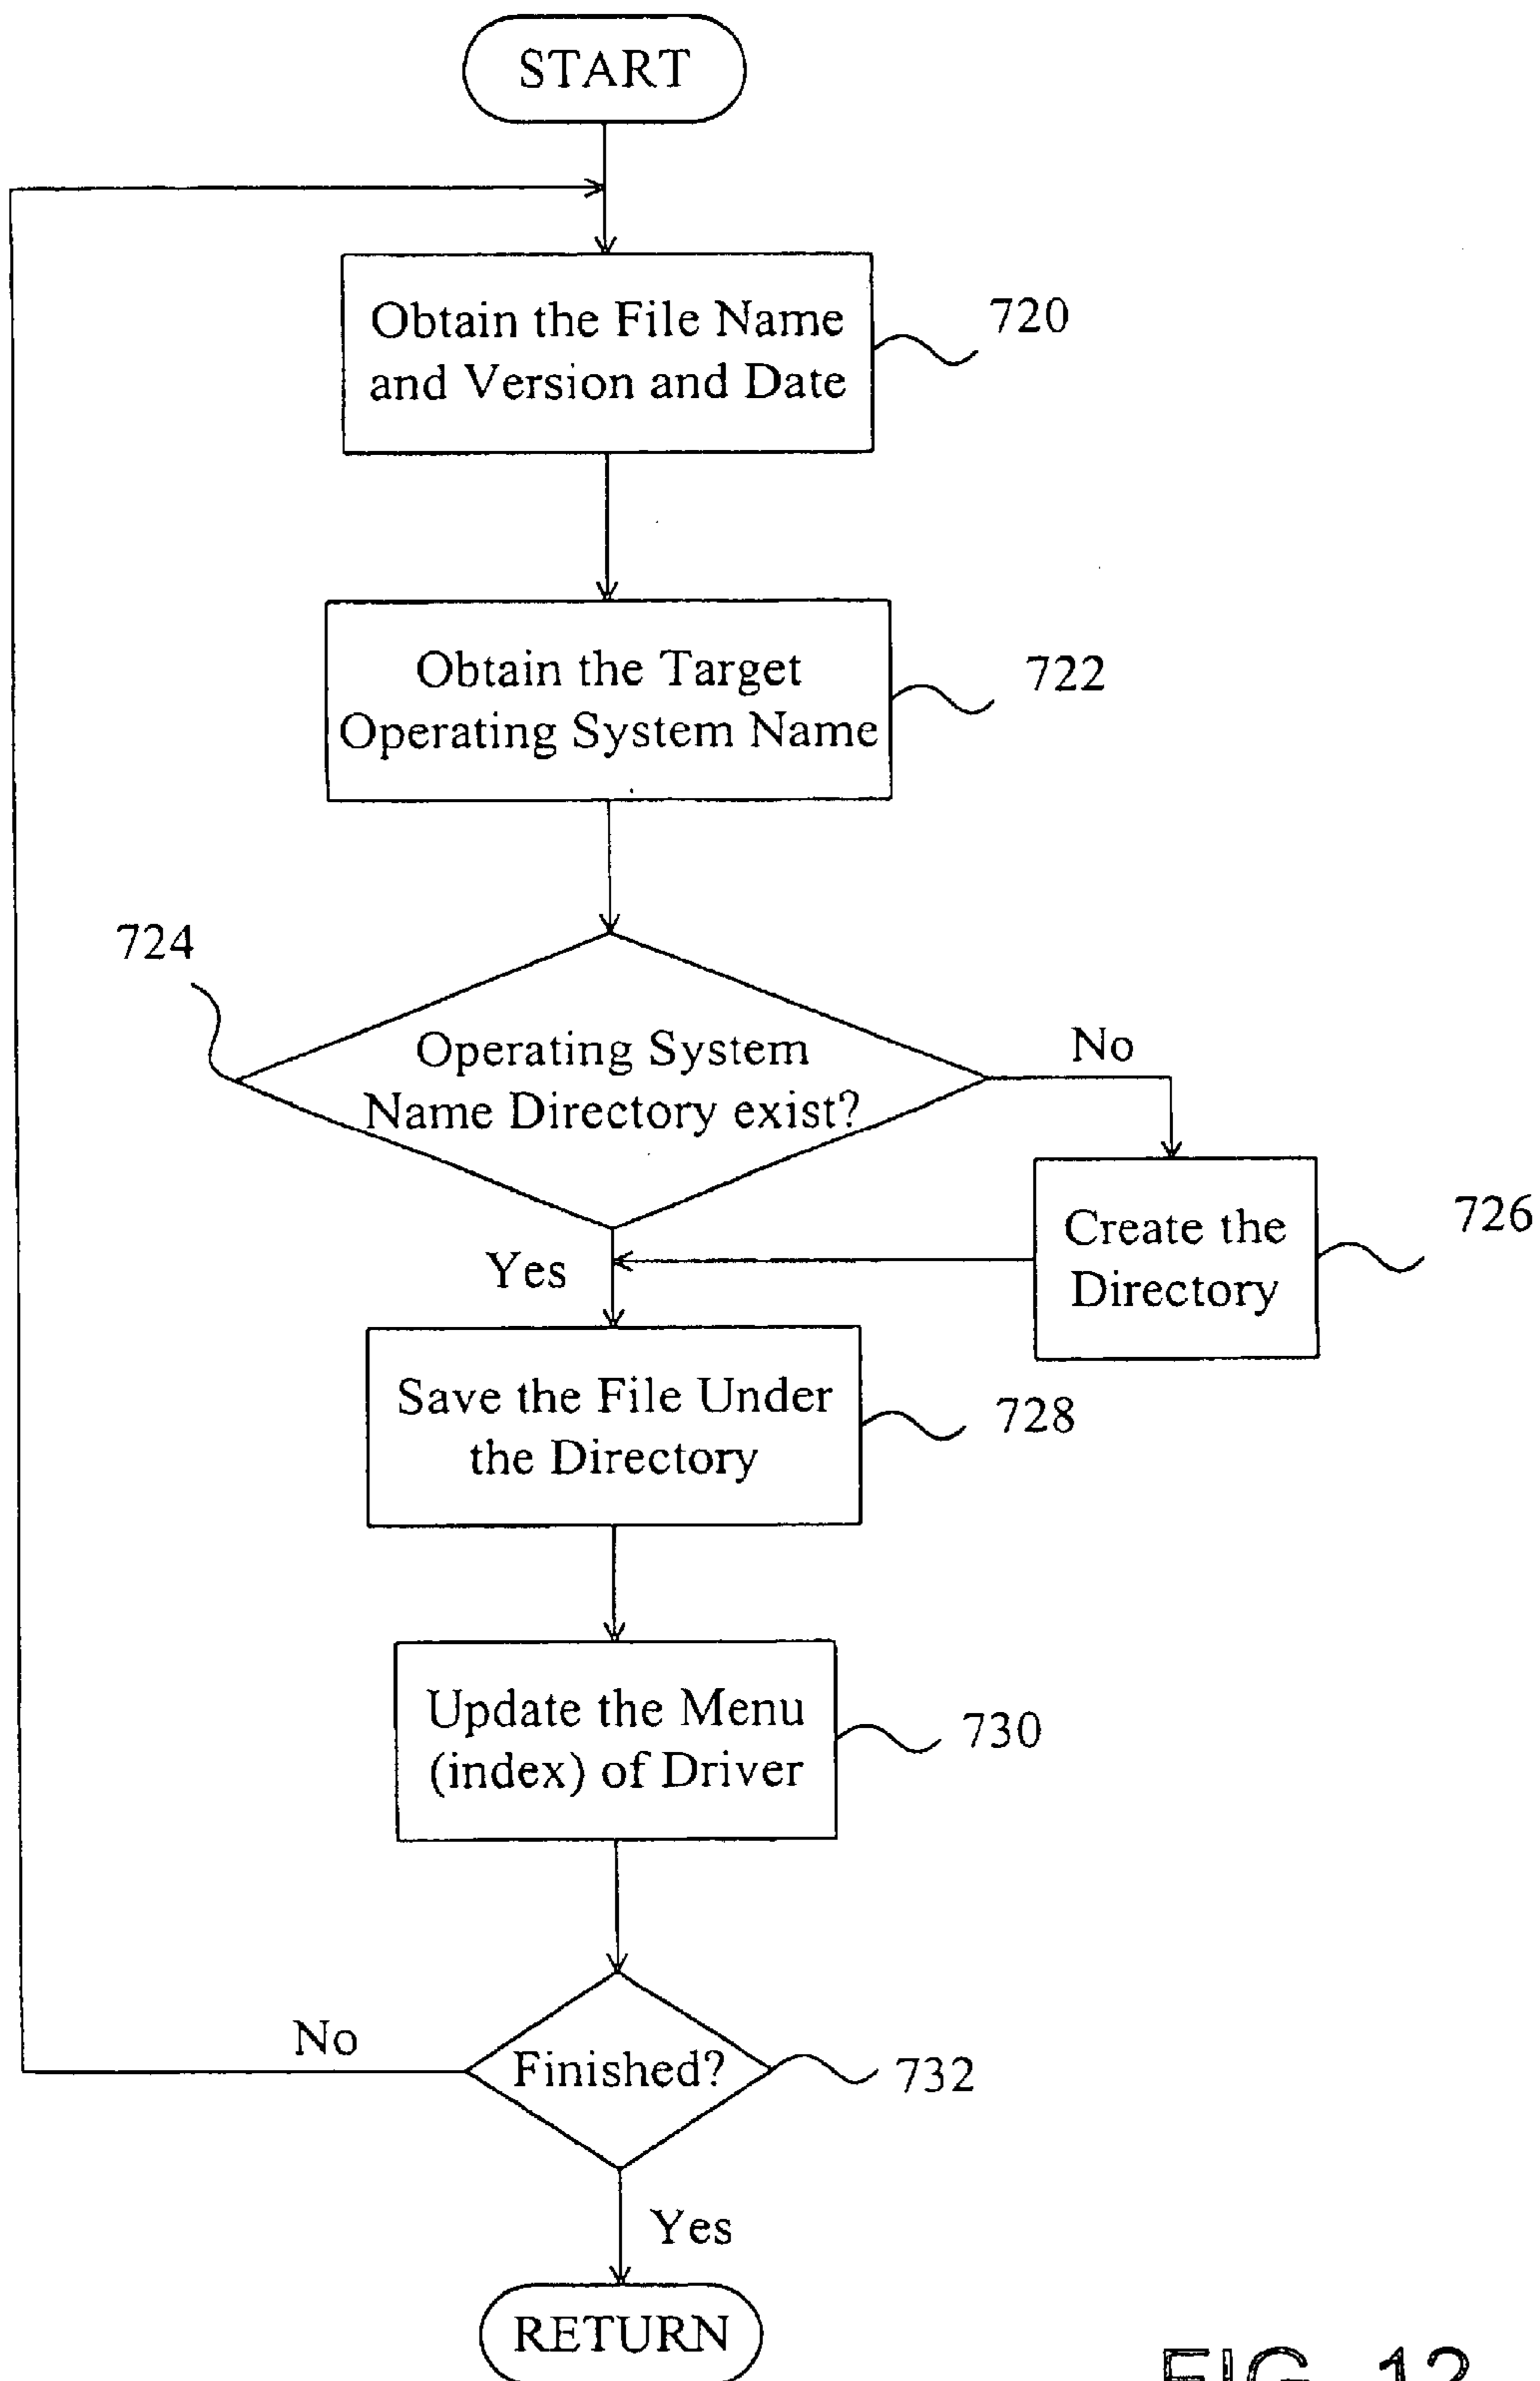 START
Obtain the File Name
and Version and Date
720
Obtain the Target
Operating System Name
722
724
Operating System
Name Directory exist?
No
Yes
Create the
Directory
726
Save the File Under
the Directory
728
Update the Menu
(index) of Driver
730
No
Finished?
732
Yes
RETURN
FIG. 12